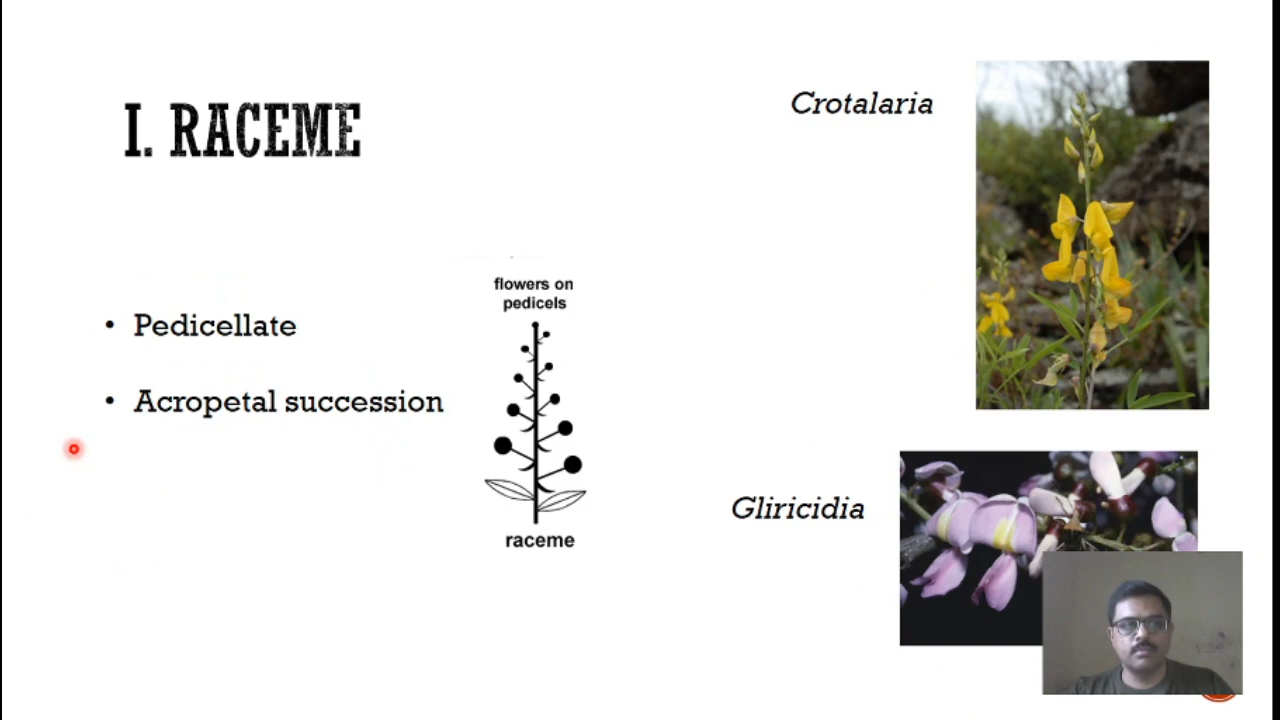 I. RACEME
Crotalaria
flowers on
pedicels
• Pedicellate
• Acropetal succession
raceme
Gliricidia